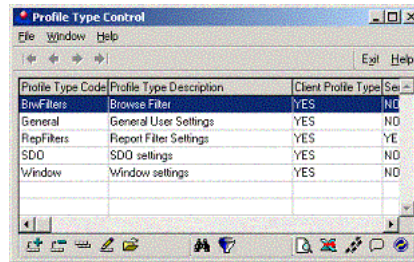 Profile Type Control
File Window Help
Exit Help
Profile Type Code Profile Type Description Client Profile Type Ser
BrwFilters Browse Filter YES NO
General General User Settings YES NO
RepFilters Report Filter Settings YES YE
SDO SDO settings YES NO
Window Window settings YES NO